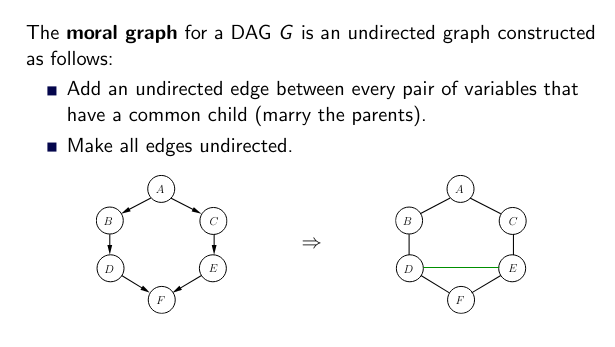 The moral graph for a DAG G is an undirected graph constructed
as follows:
Add an undirected edge between every pair of variables that
have a common child (marry the parents).
Make all edges undirected.
A A
B C B C
⇒
D E D E
F F